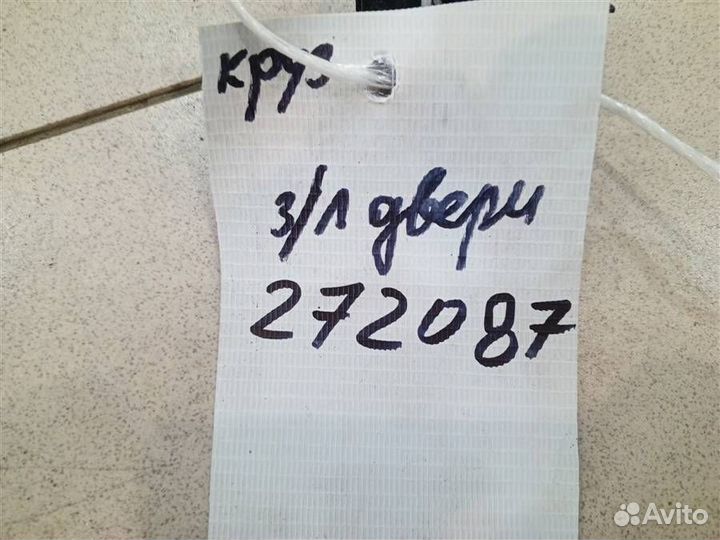 круз
з/л двери
272087
Avito